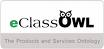 eClassOWL
The Products and Services Ontology